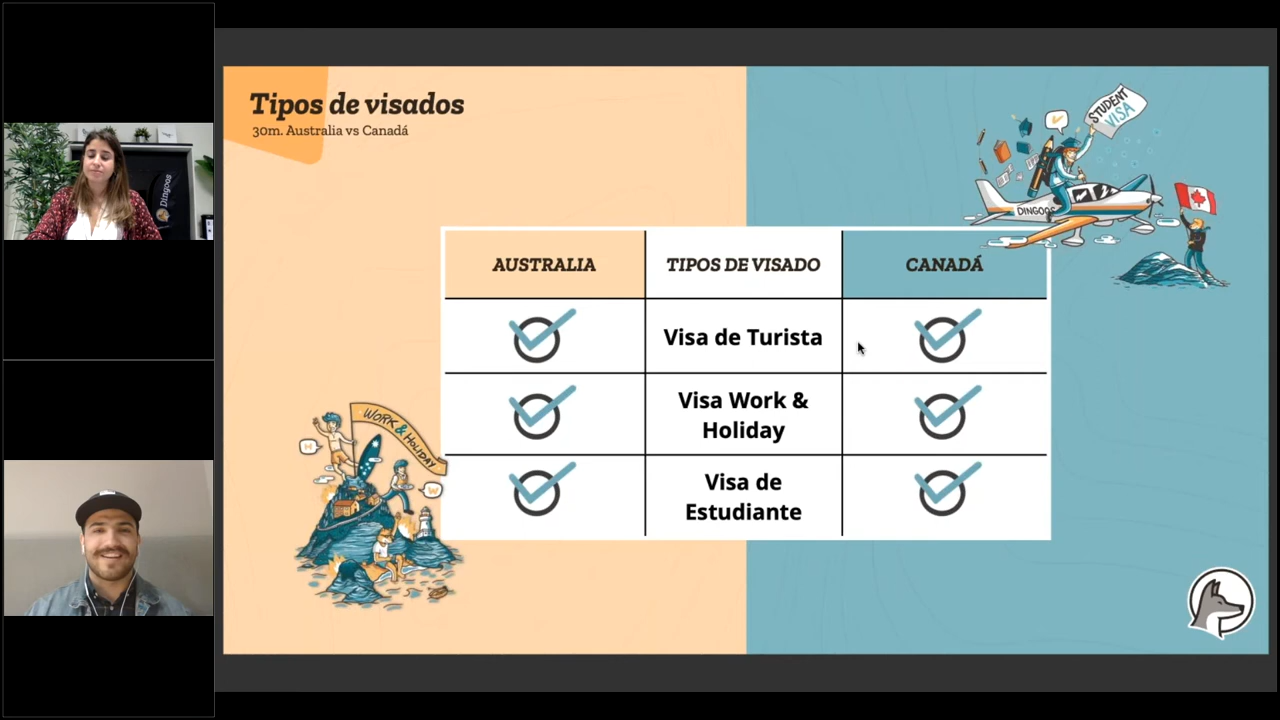 Tipos de visados
30m. Australia vs Canadá
STUDENT
VISA
DINGOOS
AUSTRALIA
TIPOS DE VISADO
CANADÁ
Visa de Turista
Visa Work &
Holiday
Visa de
Estudiante
WORK & HOLIDAY
H
W
Dingoos